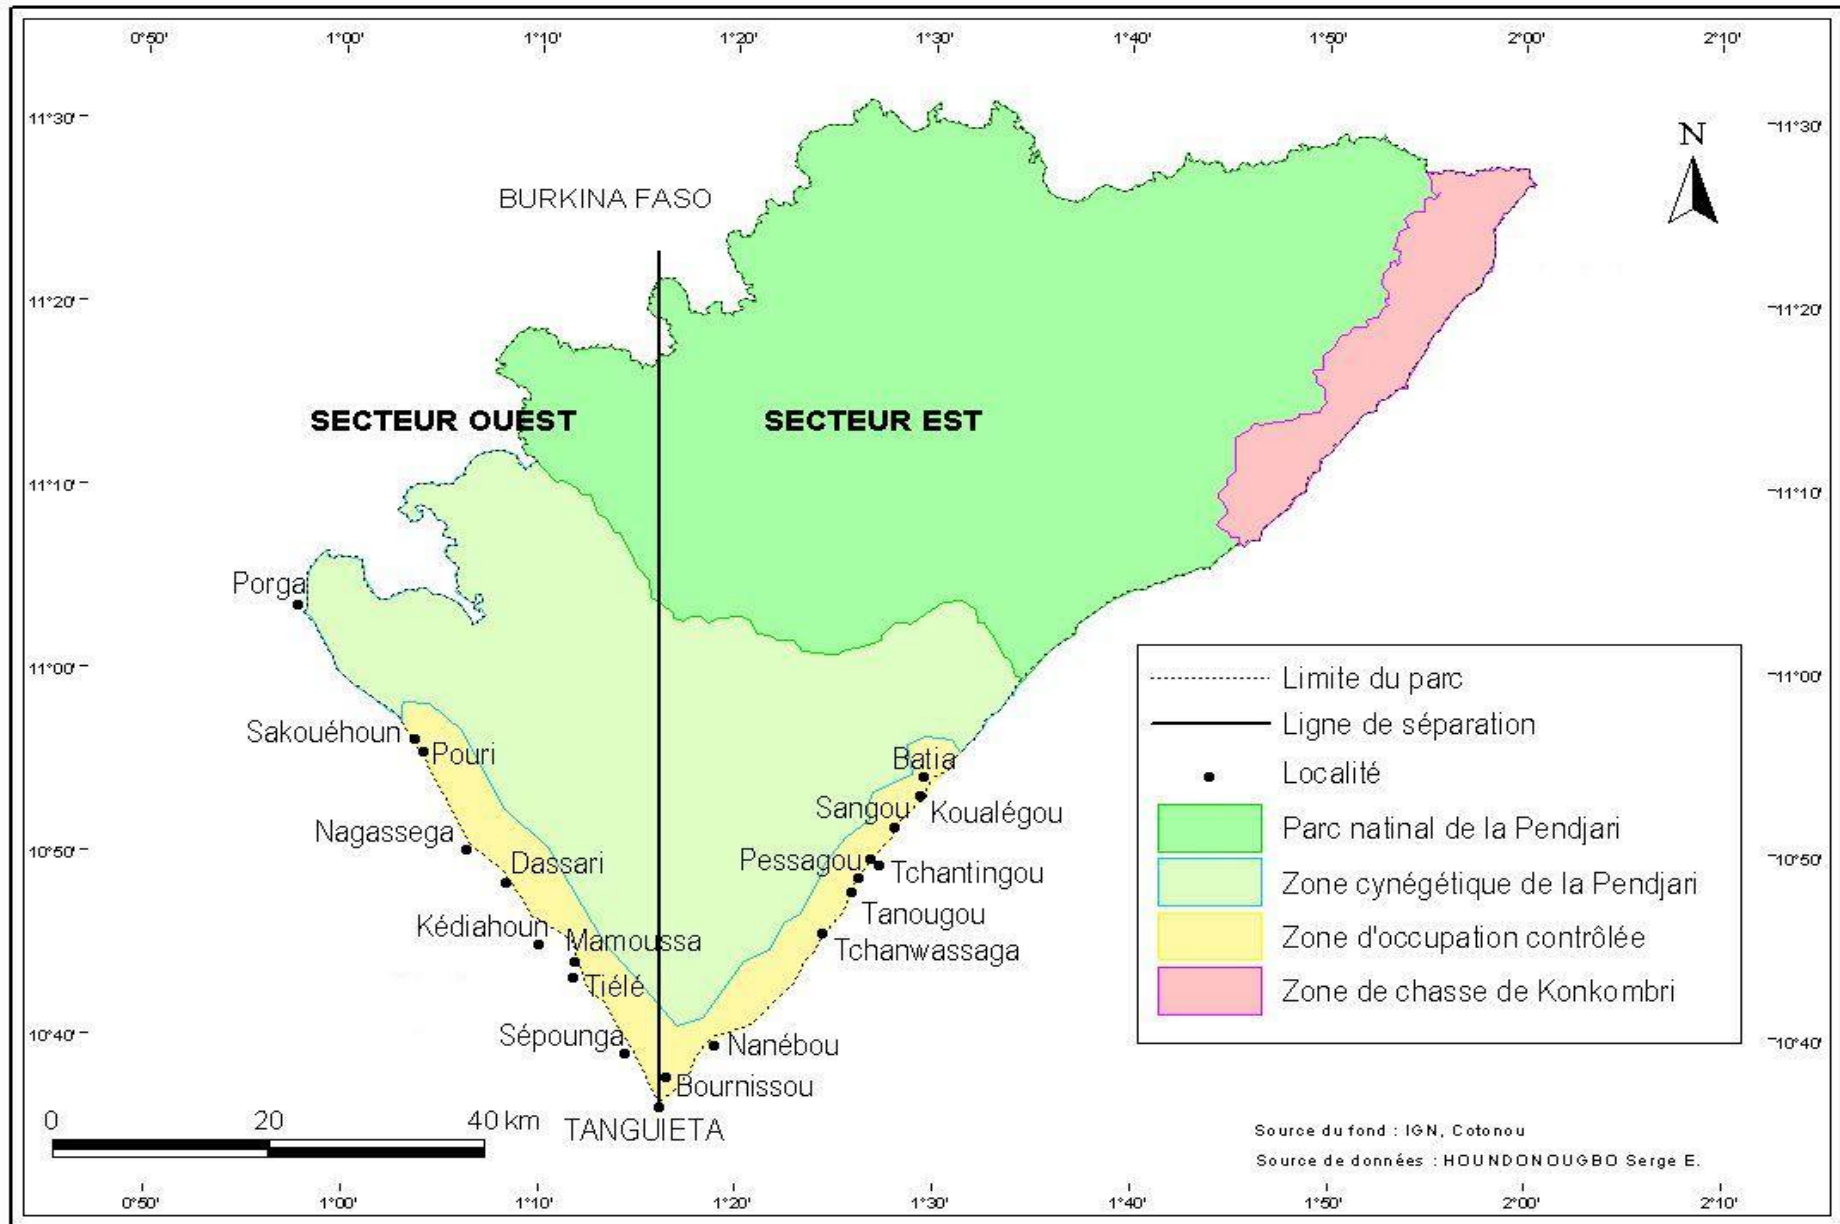 0°50' 1°00' 1°10' 1°20' 1°30' 1°40' 1°50' 2°00' 2°10'
11°30' 11°30'
N
BURKINA FASO
11°20' 11°20'
SECTEUR OUEST SECTEUR EST
11°10' 11°10'
Porga
11°00' 11°00'
Limite du parc
Ligne de séparation
Localité
Parc natinal de la Pendjari
Zone cynégétique de la Pendjari
Zone d'occupation contrôlée
Zone de chasse de Konkombri
Sakouéhoun
Pouri
Batia
Sangou
Koualégou
Nagassega
10°50' 10°50'
Dassari
Pessagou
Tchantingou
Tanougou
Kédiahoun
Mamoussa
Tchanwassaga
Tiélé
10°40' 10°40'
Sépounga
Nanébou
Bournissou
TANGUIETA
0 20 40 km
Source du fond : IGN, Cotonou
Source de données : HOUNDONOUGBO Serge E.
0°50' 1°00' 1°10' 1°20' 1°30' 1°40' 1°50' 2°00' 2°10'